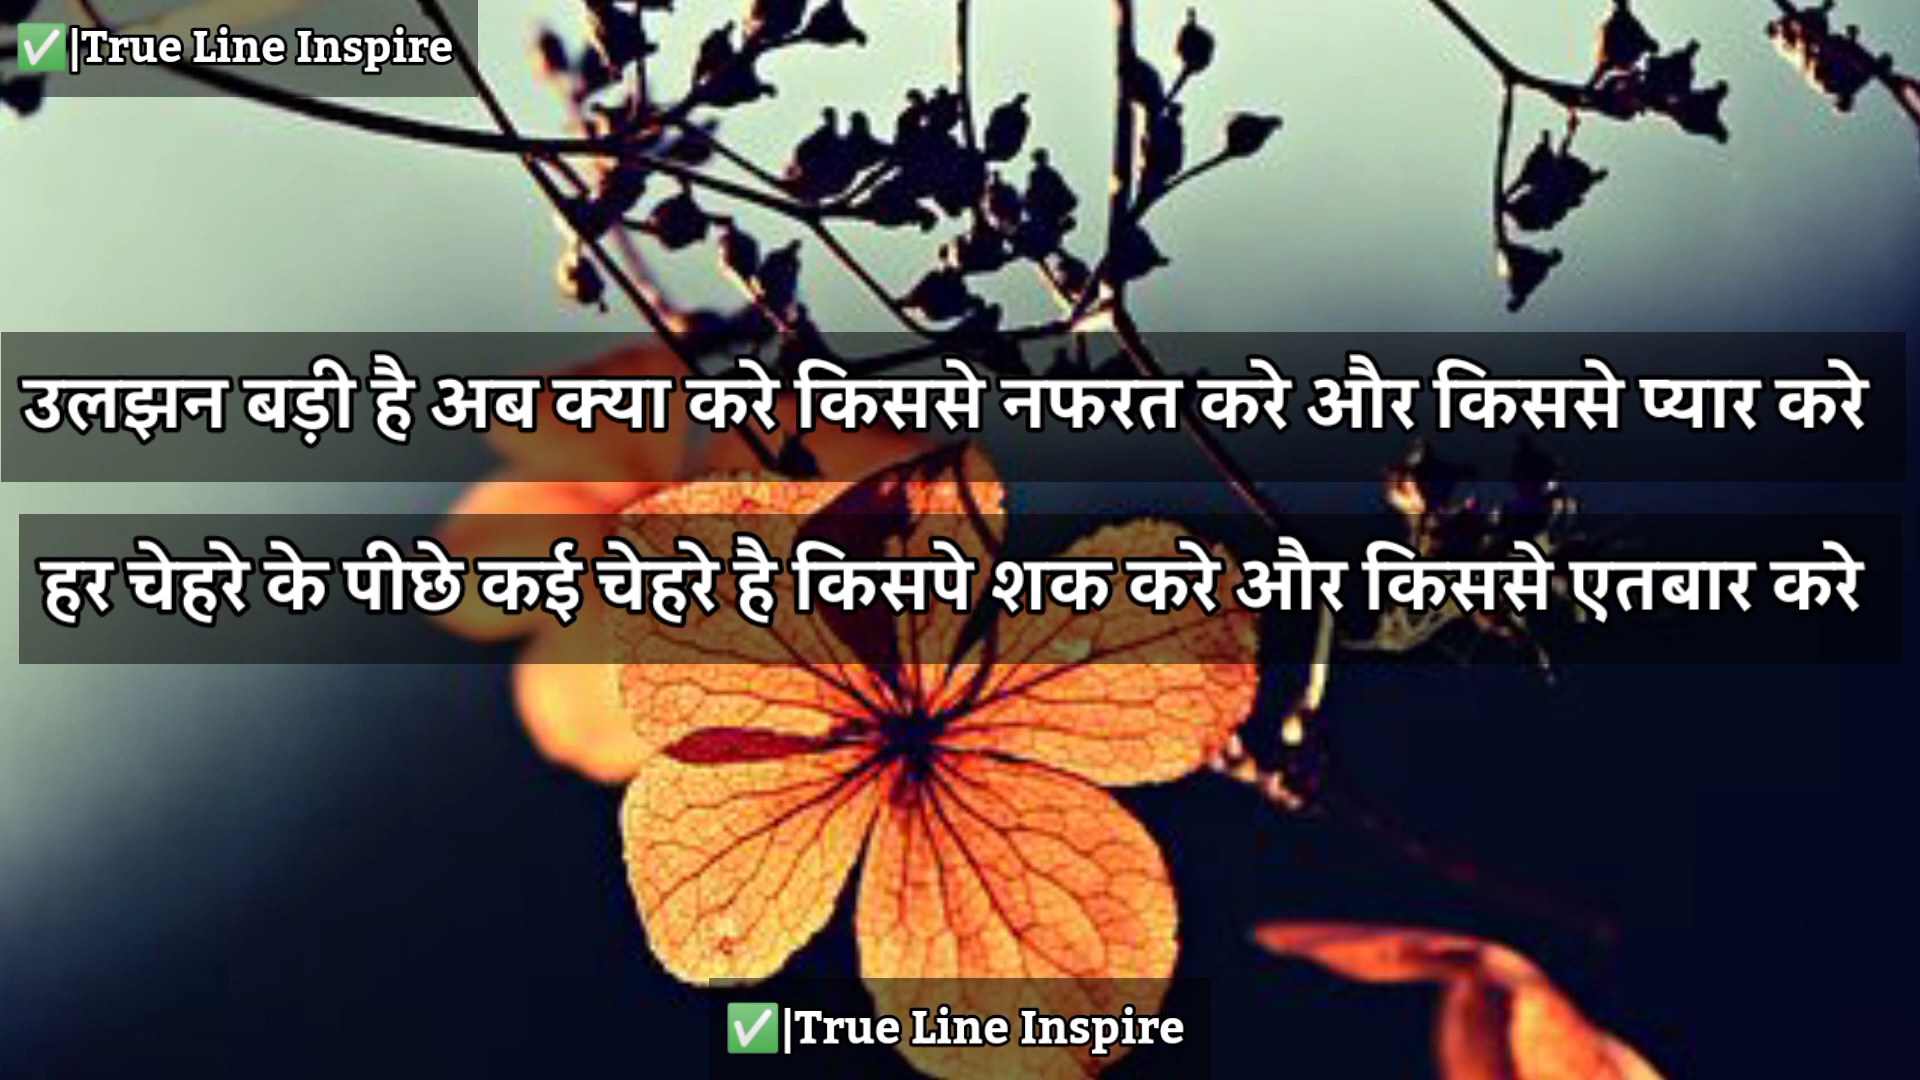 ✅|True Line Inspire
उलझन बड़ी है अब क्या करे किससे नफरत करे और किससे प्यार करे
हर चेहरे के पीछे कई चेहरे है किसपे शक करे और किससे एतबार करे
✅|True Line Inspire